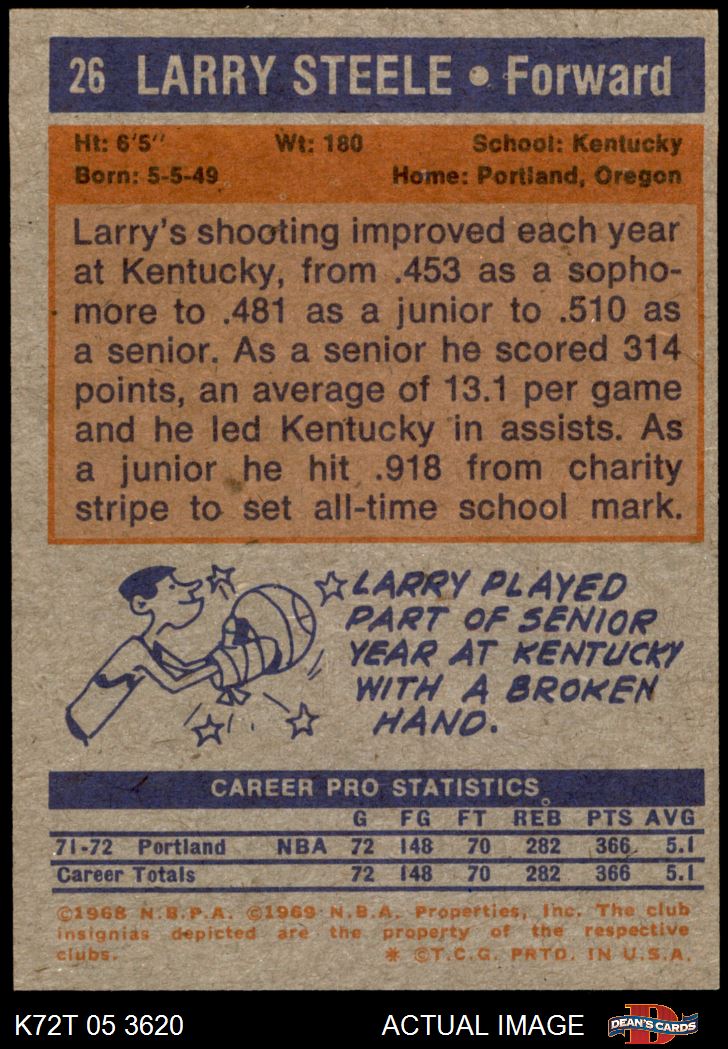 26 LARRY STEELE • Forward
Ht: 6'5" Wt: 180 School: Kentucky
Born: 5-5-49 Home: Portland, Oregon
Larry's shooting improved each year
at Kentucky, from .453 as a sopho-
more to .481 as a junior to .510 as
a senior. As a senior he scored 314
points, an average of 13.1 per game
and he led Kentucky in assists. As
a junior he hit .918 from charity
stripe to set all-time school mark.
LARRY PLAYED
PART OF SENIOR
YEAR AT KENTUCKY
WITH A BROKEN
HAND.
CAREER PRO STATISTICS
G FG FT REB PTS AVG
71-72 Portland NBA 72 148 70 282 366 5.1
Career Totals 72 148 70 282 366 5.1
©1968 N.B.P.A. ©1969 N.B.A. Properties, Inc. The club
insignias depicted are the property of the respective
clubs. * ©T.C.G. PRTD. IN U.S.A.
K72T 05 3620 ACTUAL IMAGE D DEAN'S CARDS